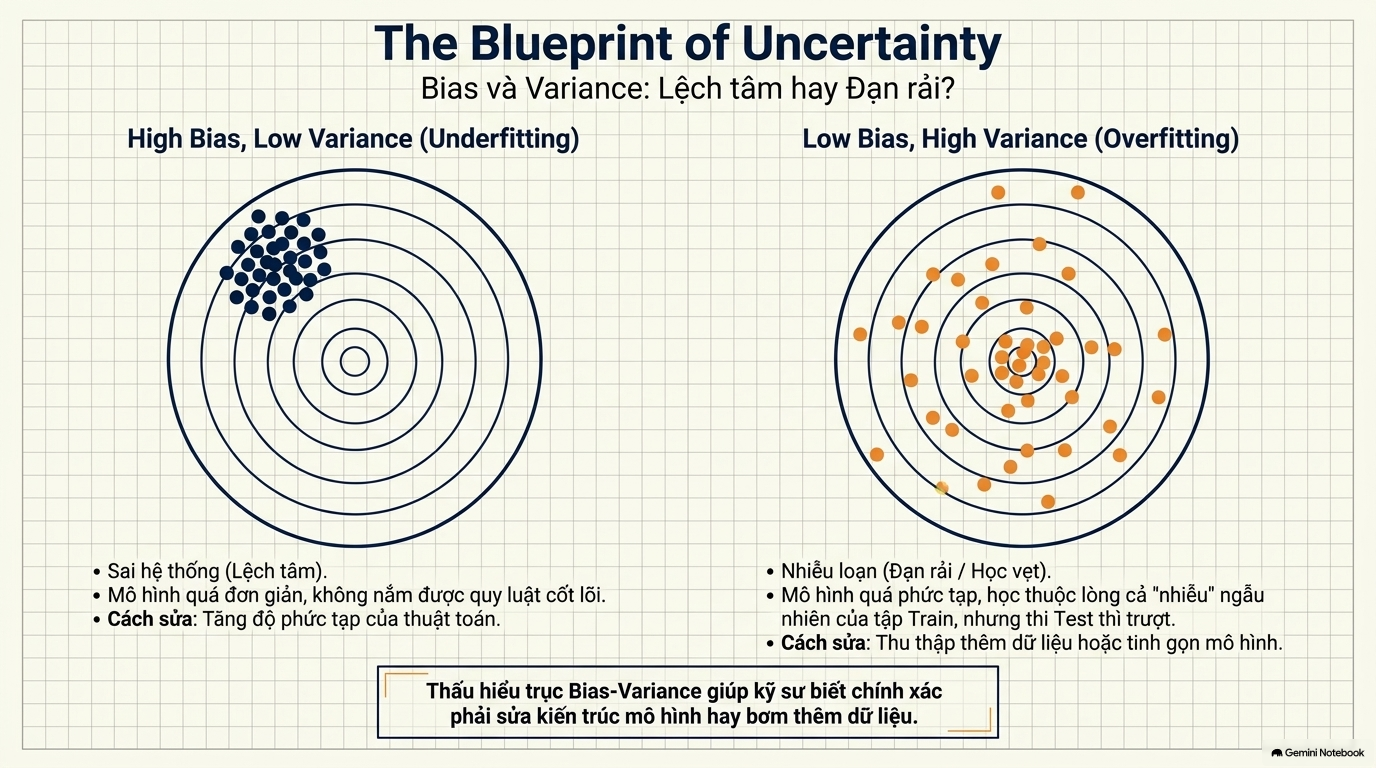 The Blueprint of Uncertainty
Bias và Variance: Lệch tâm hay Đạn rải?
High Bias, Low Variance (Underfitting)
• Sai hệ thống (Lệch tâm).
• Mô hình quá đơn giản, không nắm được quy luật cốt lõi.
• Cách sửa: Tăng độ phức tạp của thuật toán.
Low Bias, High Variance (Overfitting)
• Nhiễu loạn (Đạn rải / Học vẹt).
• Mô hình quá phức tạp, học thuộc lòng cả "nhiễu" ngẫu
nhiên của tập Train, nhưng thi Test thì trượt.
• Cách sửa: Thu thập thêm dữ liệu hoặc tinh gọn mô hình.
Thấu hiểu trục Bias-Variance giúp kỹ sư biết chính xác
phải sửa kiến trúc mô hình hay bơm thêm dữ liệu.
Gemini Notebook